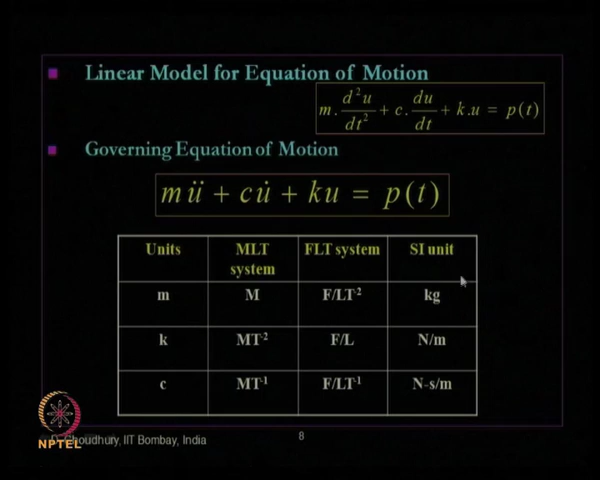 Linear Model for Equation of Motion
m. d²u/dt² + c. du/dt + k.u = p(t)
Governing Equation of Motion
mü + cu̇ + ku = p(t)
Units MLT system FLT system SI unit
m M F/LT⁻² kg
k MT⁻² F/L N/m
c MT⁻¹ F/LT⁻¹ N-s/m
Choudhury, IIT Bombay, India
8
NPTEL